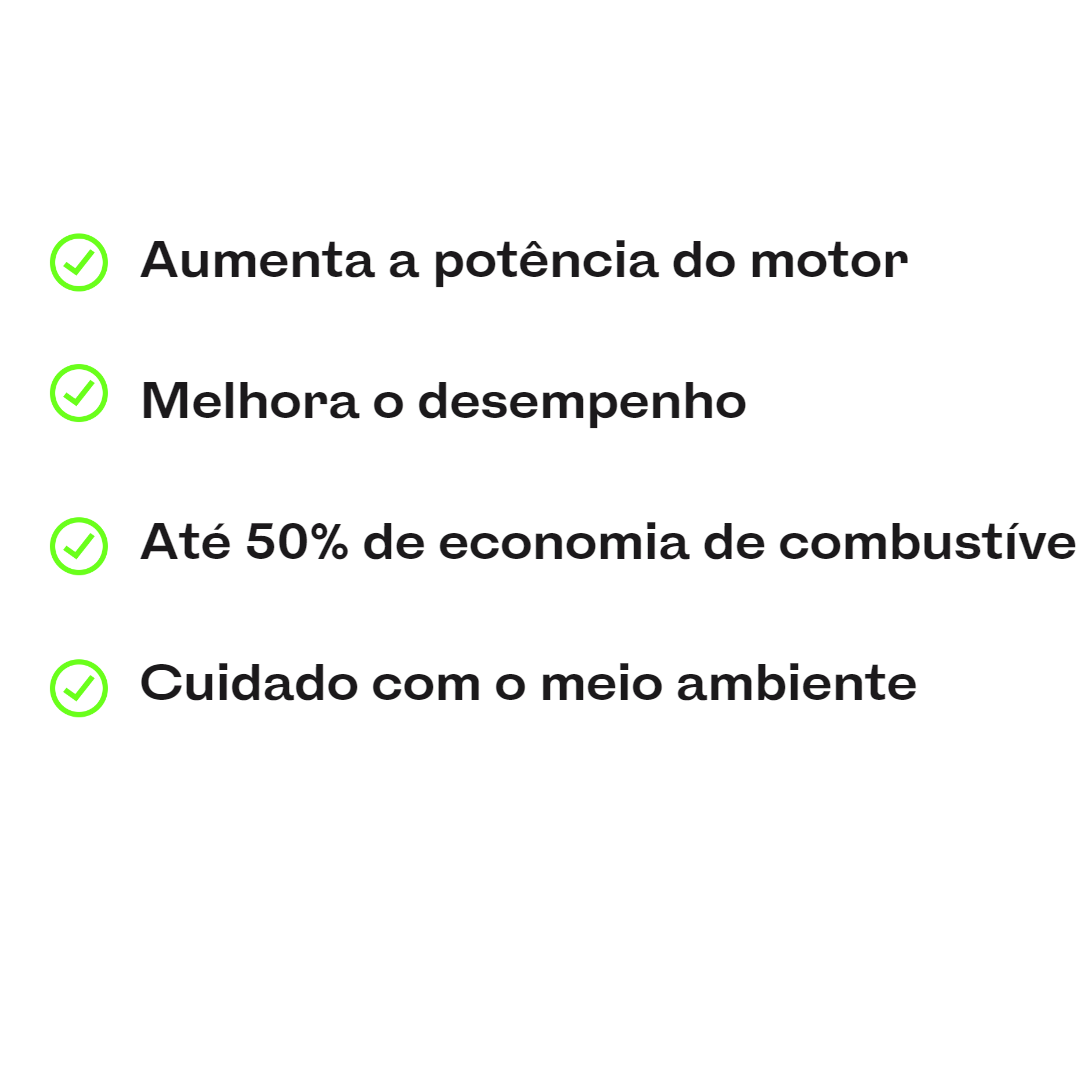 Aumenta a potência do motor
Melhora o desempenho
Até 50% de economia de combustíve
Cuidado com o meio ambiente